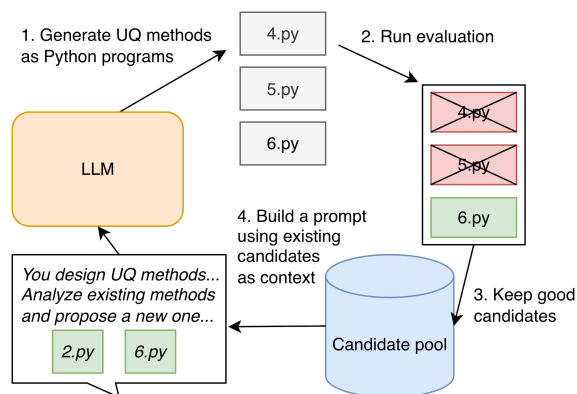 1. Generate UQ methods
as Python programs
4.py
5.py
6.py
2. Run evaluation
4.py
5.py
6.py
3. Keep good
candidates
Candidate pool
4. Build a prompt
using existing
candidates
as context
You design UQ methods...
Analyze existing methods
and propose a new one...
2.py
6.py
LLM